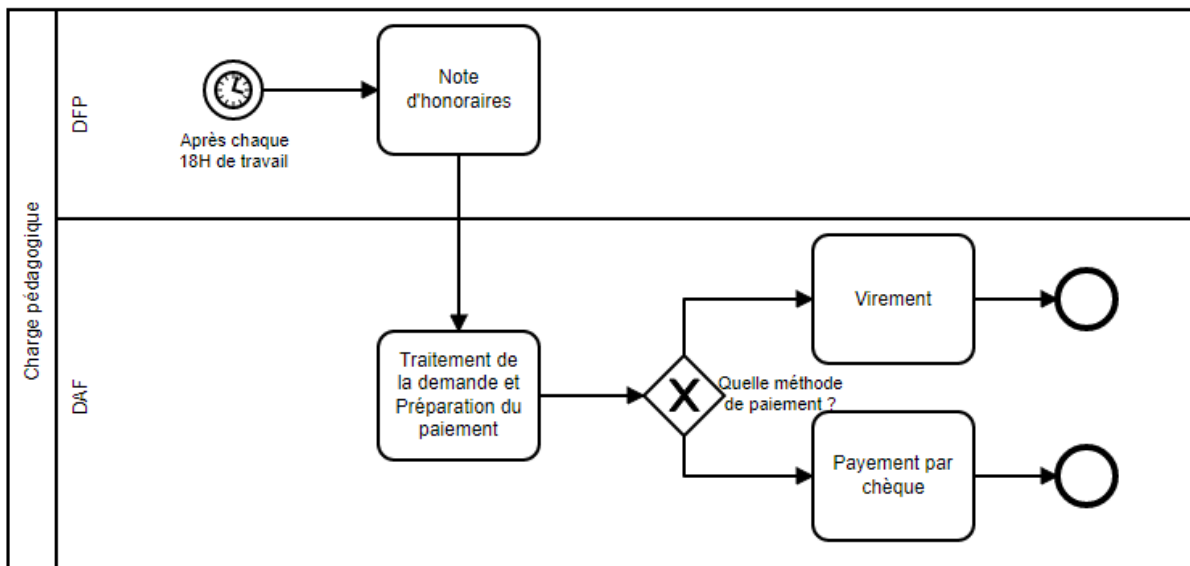 Charge pédagogique
DFP
Après chaque
18H de travail
Note
d'honoraires
DAF
Traitement de
la demande et
Préparation du
paiement
Quelle méthode
de paiement ?
Virement
Payement par
chèque